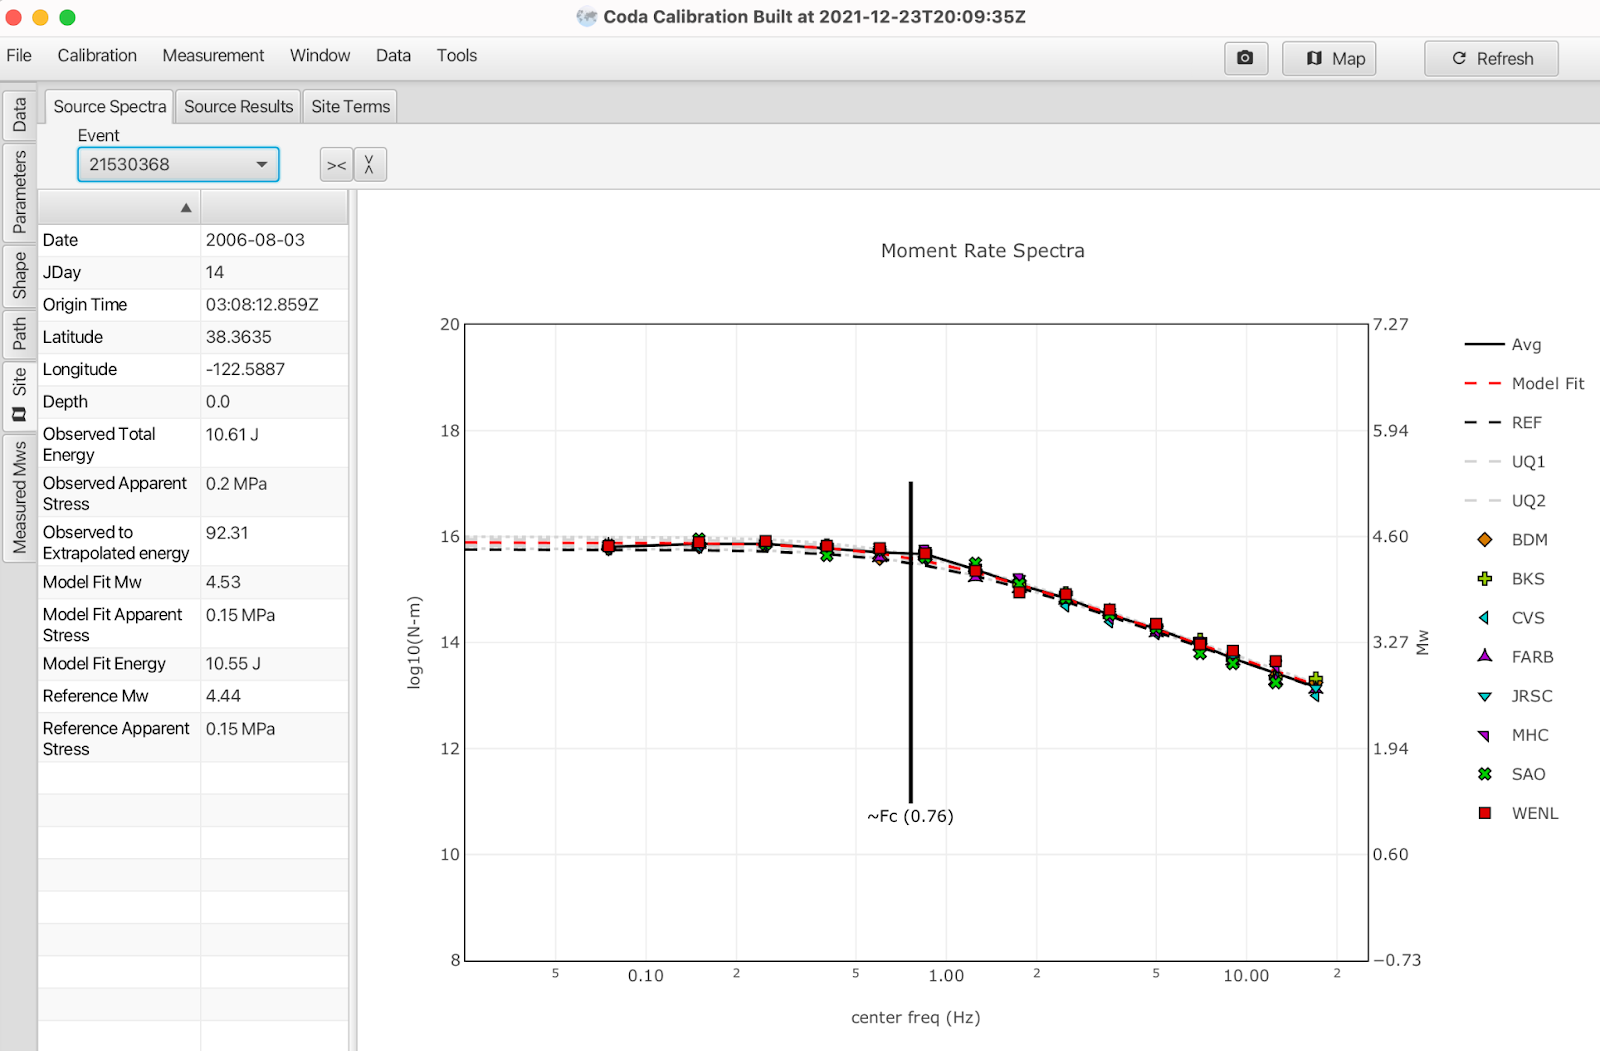 Coda Calibration Built at 2021-12-23T20:09:35Z
File Calibration Measurement Window Data Tools Map Refresh
Data
Parameters
Shape
Path
Site
Measured Mws
Source Spectra Source Results Site Terms
Event
21530368 >< ><
Date 2006-08-03
JDay 14
Origin Time 03:08:12.859Z
Latitude 38.3635
Longitude -122.5887
Depth 0.0
Observed Total 10.61 J
Energy
Observed Apparent 0.2 MPa
Stress
Observed to 92.31
Extrapolated energy
Model Fit Mw 4.53
Model Fit Apparent 0.15 MPa
Stress
Model Fit Energy 10.55 J
Reference Mw 4.44
Reference Apparent 0.15 MPa
Stress
Moment Rate Spectra
log10(N-m)
20 7.27
18 5.94
16 4.60
14 3.27
12 1.94
10 0.60
8 −0.73
Mw
~Fc (0.76)
5 0.10 2 5 1.00 2 5 10.00 2
center freq (Hz)
Avg
Model Fit
REF
UQ1
UQ2
BDM
BKS
CVS
FARB
JRSC
MHC
SAO
WENL